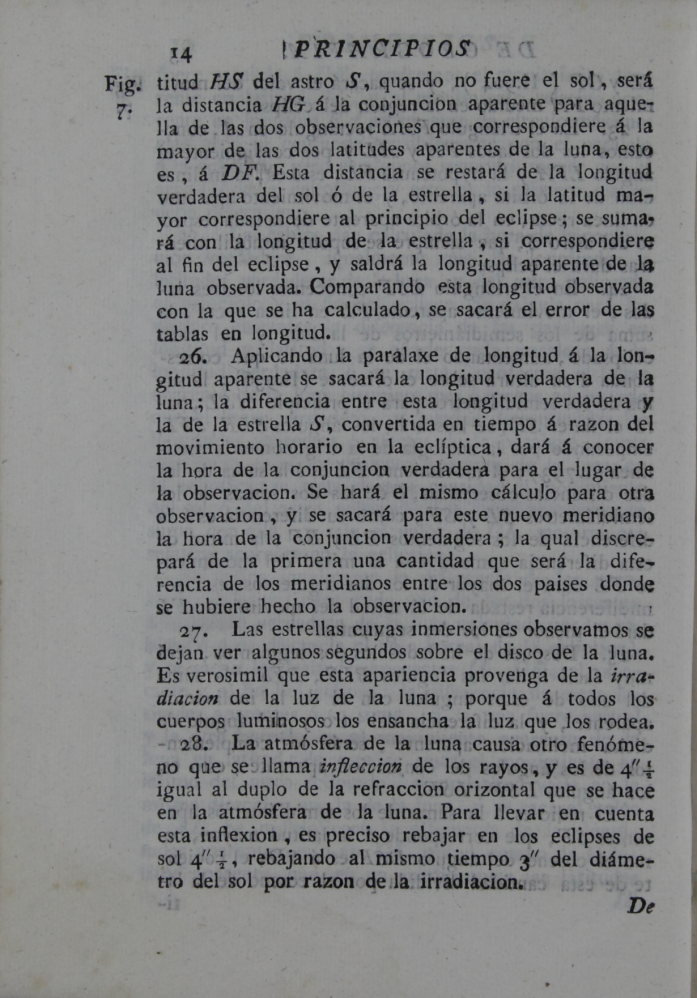 14 PRINCIPIOS
Fig. titud HS del astro S, quando no fuere el sol, será
7. la distancia HG á la conjuncion aparente para aque-
lla de las dos observaciones que correspondiere á la
mayor de las dos latitudes aparentes de la luna, esto
es, á DF. Esta distancia se restará de la longitud
verdadera del sol ó de la estrella, si la latitud ma-
yor correspondiere al principio del eclipse; se suma-
rá con la longitud de la estrella, si correspondiere
al fin del eclipse, y saldrá la longitud aparente de la
luna observada. Comparando esta longitud observada
con la que se ha calculado, se sacará el error de las
tablas en longitud.
26. Aplicando la paralaxe de longitud á la lon-
gitud aparente se sacará la longitud verdadera de la
luna; la diferencia entre esta longitud verdadera y
la de la estrella S, convertida en tiempo á razon del
movimiento horario en la eclíptica, dará á conocer
la hora de la conjuncion verdadera para el lugar de
la observacion. Se hará el mismo cálculo para otra
observacion, y se sacará para este nuevo meridiano
la hora de la conjuncion verdadera; la qual discre-
pará de la primera una cantidad que será la dife-
rencia de los meridianos entre los dos paises donde
se hubiere hecho la observacion.
27. Las estrellas cuyas inmersiones observamos se
dejan ver algunos segundos sobre el disco de la luna.
Es verosimil que esta apariencia provenga de la irra-
diacion de la luz de la luna; porque á todos los
cuerpos luminosos los ensancha la luz que los rodea.
28. La atmósfera de la luna causa otro fenóme-
no que se llama infleccion de los rayos, y es de 4″½
igual al duplo de la refraccion orizontal que se hace
en la atmósfera de la luna. Para llevar en cuenta
esta inflexion, es preciso rebajar en los eclipses de
sol 4″½, rebajando al mismo tiempo 3″ del diáme-
tro del sol por razon de la irradiacion.
De